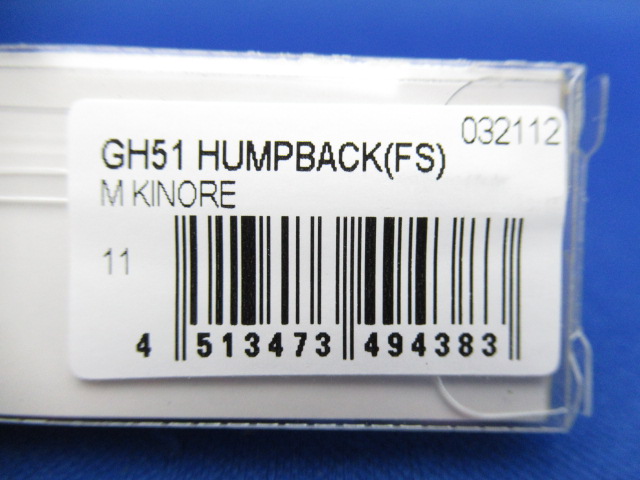 032112
GH51 HUMPBACK(FS)
M KINORE
11
4 513473 494383